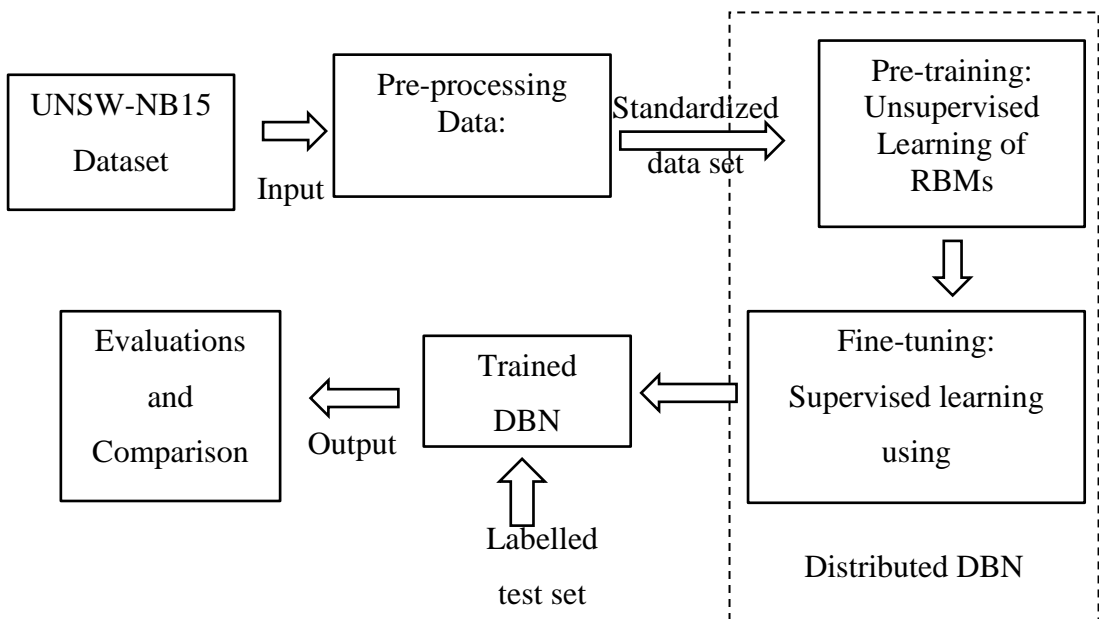 UNSW-NB15
Dataset
Input
Pre-processing
Data:
Standardized
data set
Pre-training:
Unsupervised
Learning of
RBMs
Fine-tuning:
Supervised learning
using
Distributed DBN
Trained
DBN
Labelled
test set
Output
Evaluations
and
Comparison